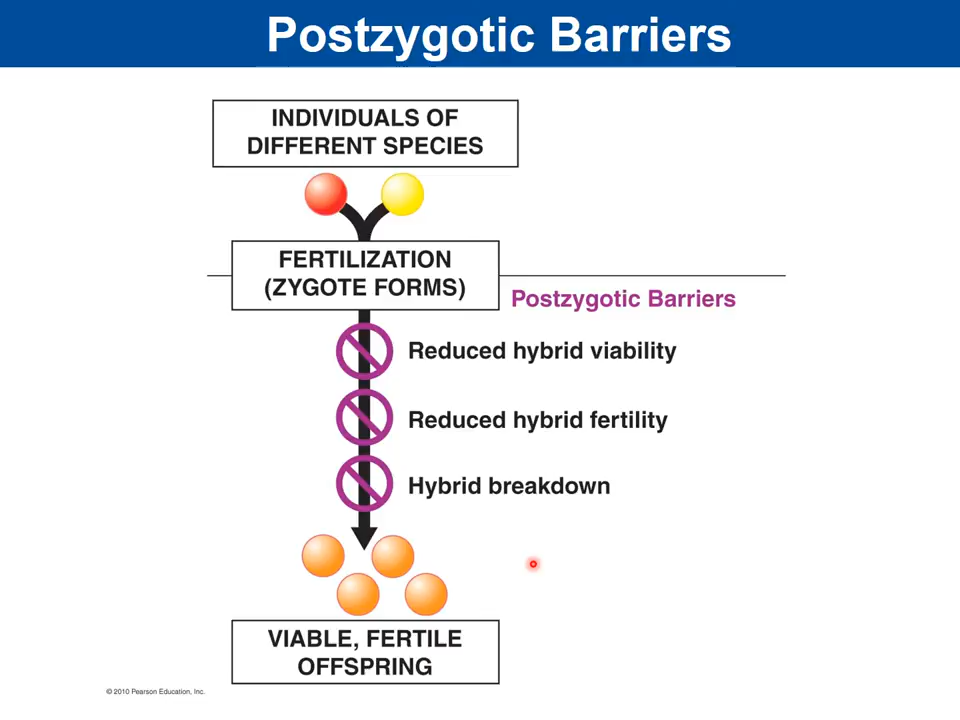 Postzygotic Barriers
INDIVIDUALS OF
DIFFERENT SPECIES
FERTILIZATION
(ZYGOTE FORMS)
Postzygotic Barriers
Reduced hybrid viability
Reduced hybrid fertility
Hybrid breakdown
VIABLE, FERTILE
OFFSPRING
© 2010 Pearson Education, Inc.